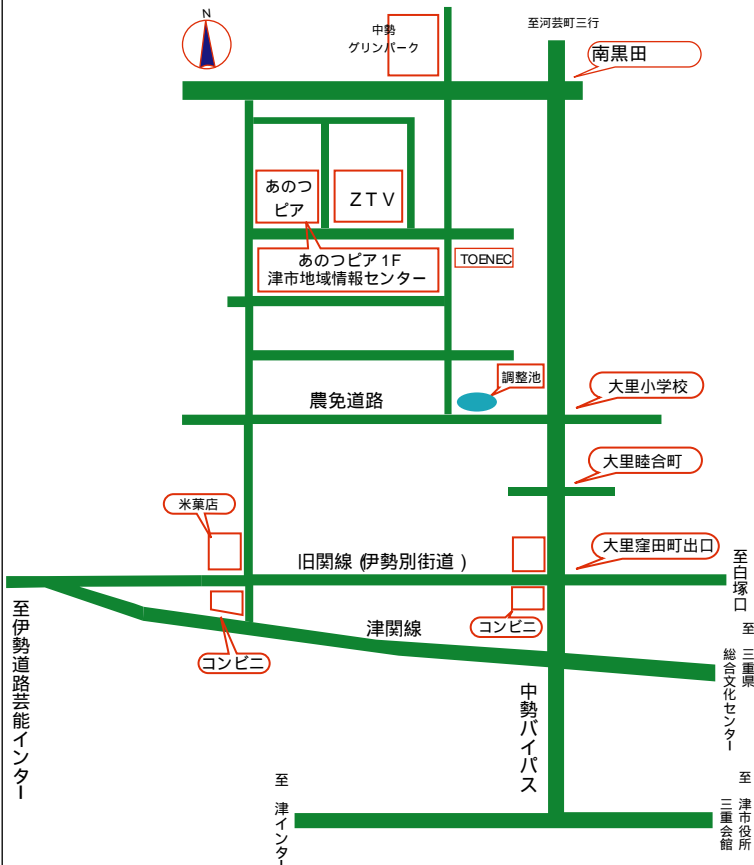 N
中勢
グリンパーク
至河芸町三行
南黒田
あのつ
ピア
ＺＴＶ
あのつピア1F
津市地域情報センター
TOENEC
調整池
農免道路
大里小学校
大里睦合町
米菓店
旧関線(伊勢別街道)
大里窪田町出口
至白塚口
至伊勢道路芸能インター
津関線
コンビニ
コンビニ
至 三重県
総合文化センター
中勢バイパス
至 津インター
至 津市役所
三重会館